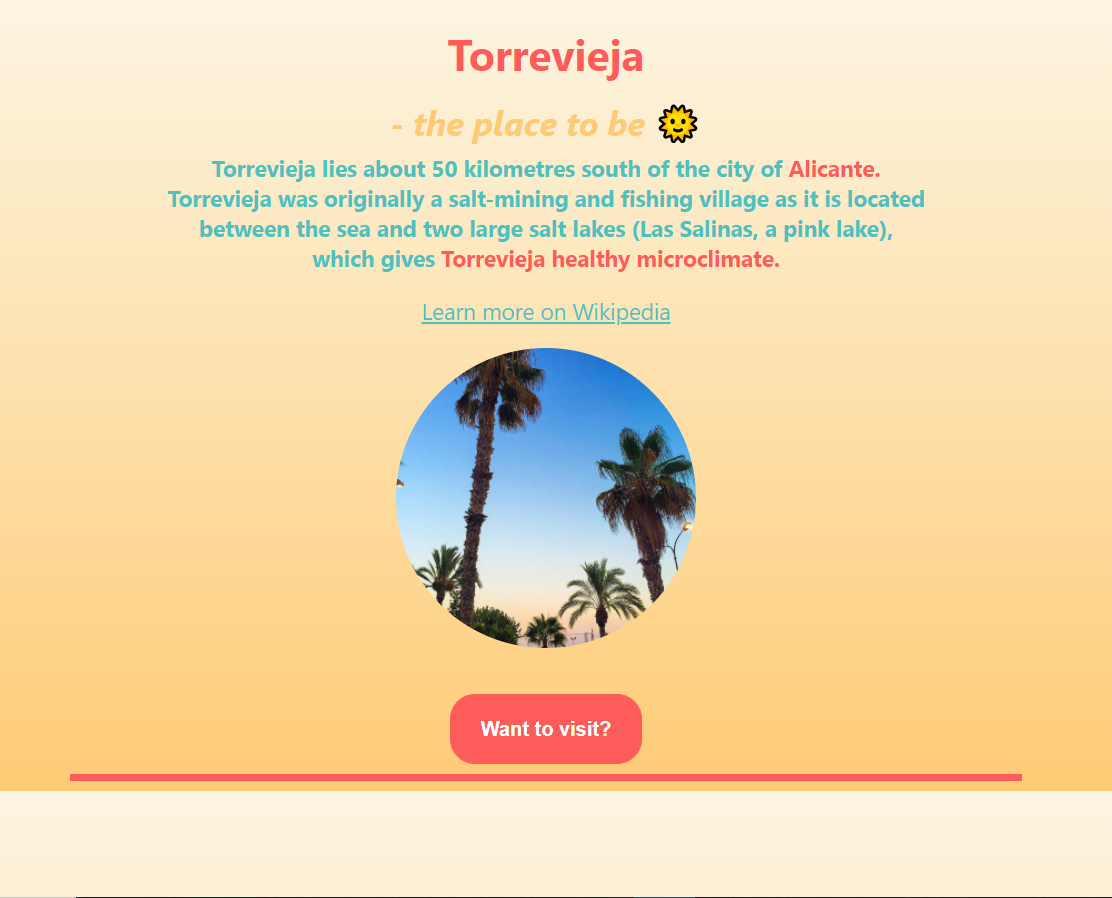 Torrevieja
- the place to be 🌞
Torrevieja lies about 50 kilometres south of the city of Alicante.
Torrevieja was originally a salt-mining and fishing village as it is located
between the sea and two large salt lakes (Las Salinas, a pink lake),
which gives Torrevieja healthy microclimate.
Learn more on Wikipedia
Want to visit?